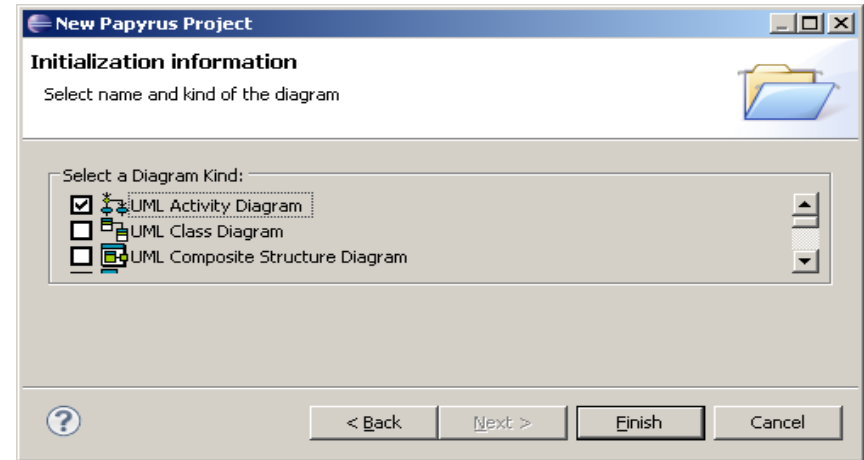 New Papyrus Project
Initialization information
Select name and kind of the diagram
Select a Diagram Kind:
UML Activity Diagram
UML Class Diagram
UML Composite Structure Diagram
< Back Next > Finish Cancel